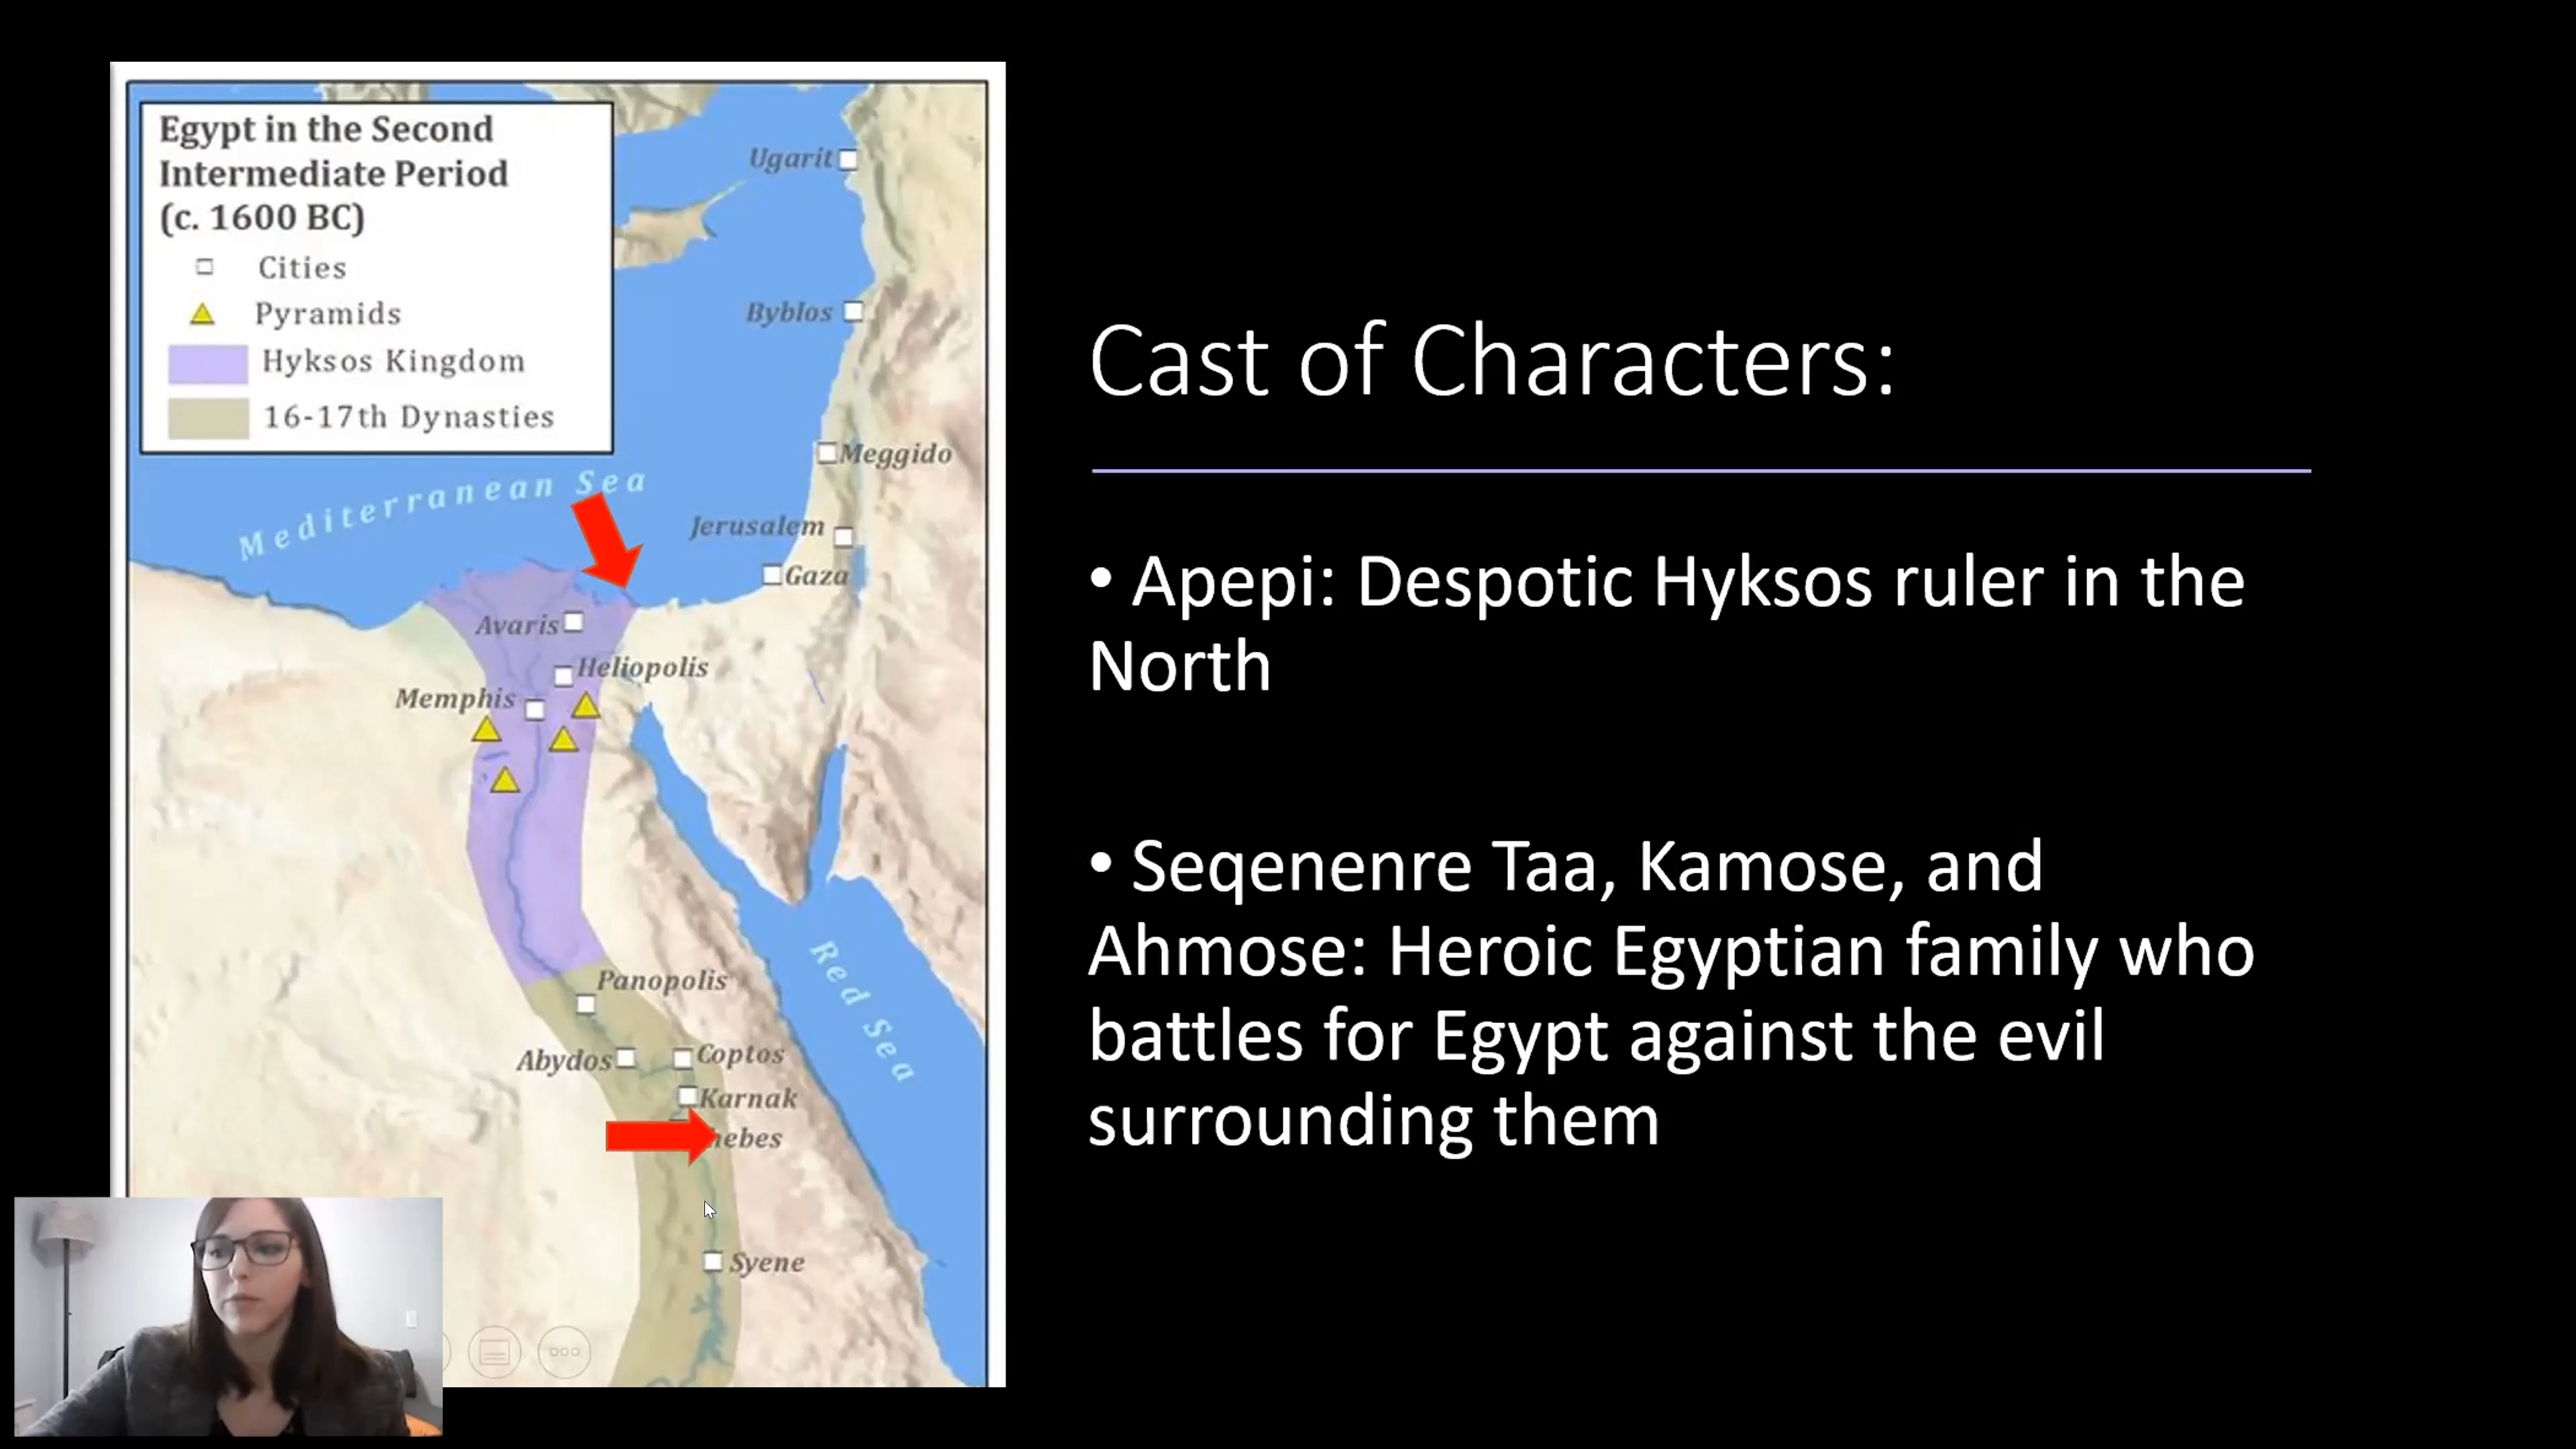 Egypt in the Second
Intermediate Period
(c. 1600 BC)
Cities
Pyramids
Hyksos Kingdom
16-17th Dynasties
Ugarit
Byblos
Meggido
Mediterranean Sea
Jerusalem
Gaza
Avaris
Heliopolis
Memphis
Panopolis
Red Sea
Abydos
Coptos
Karnak
hebes
Syene
Cast of Characters:
• Apepi: Despotic Hyksos ruler in the
North
• Seqenenre Taa, Kamose, and
Ahmose: Heroic Egyptian family who
battles for Egypt against the evil
surrounding them